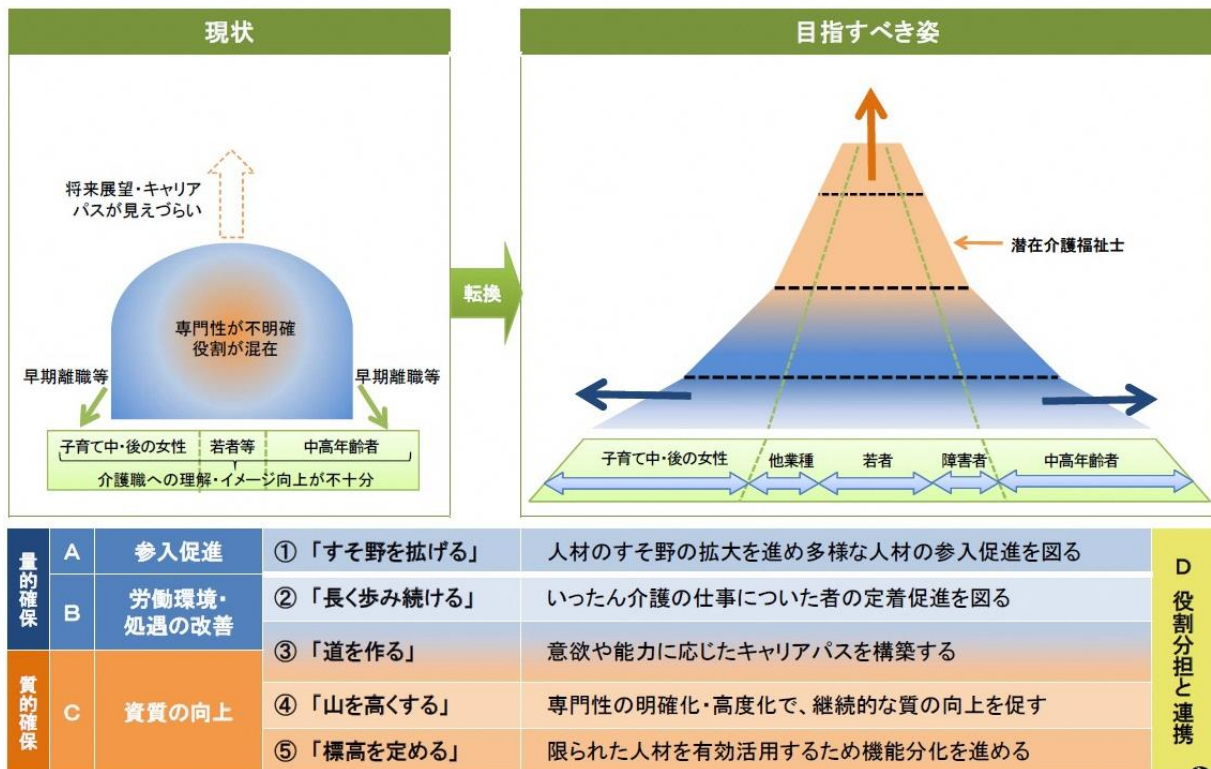 現状
将来展望・キャリア
パスが見えづらい
専門性が不明確
役割が混在
早期離職等
早期離職等
子育て中・後の女性 若者等 中高年齢者
介護職への理解・イメージ向上が不十分
転換
目指すべき姿
潜在介護福祉士
子育て中・後の女性 他業種 若者 障害者 中高年齢者
量的確保
A 参入促進
① 「すそ野を拡げる」 人材のすそ野の拡大を進め多様な人材の参入促進を図る
B 労働環境・
処遇の改善
② 「長く歩み続ける」 いったん介護の仕事についた者の定着促進を図る
③ 「道を作る」 意欲や能力に応じたキャリアパスを構築する
質的確保
C 資質の向上
④ 「山を高くする」 専門性の明確化・高度化で、継続的な質の向上を促す
⑤ 「標高を定める」 限られた人材を有効活用するため機能分化を進める
D 役割分担と連携